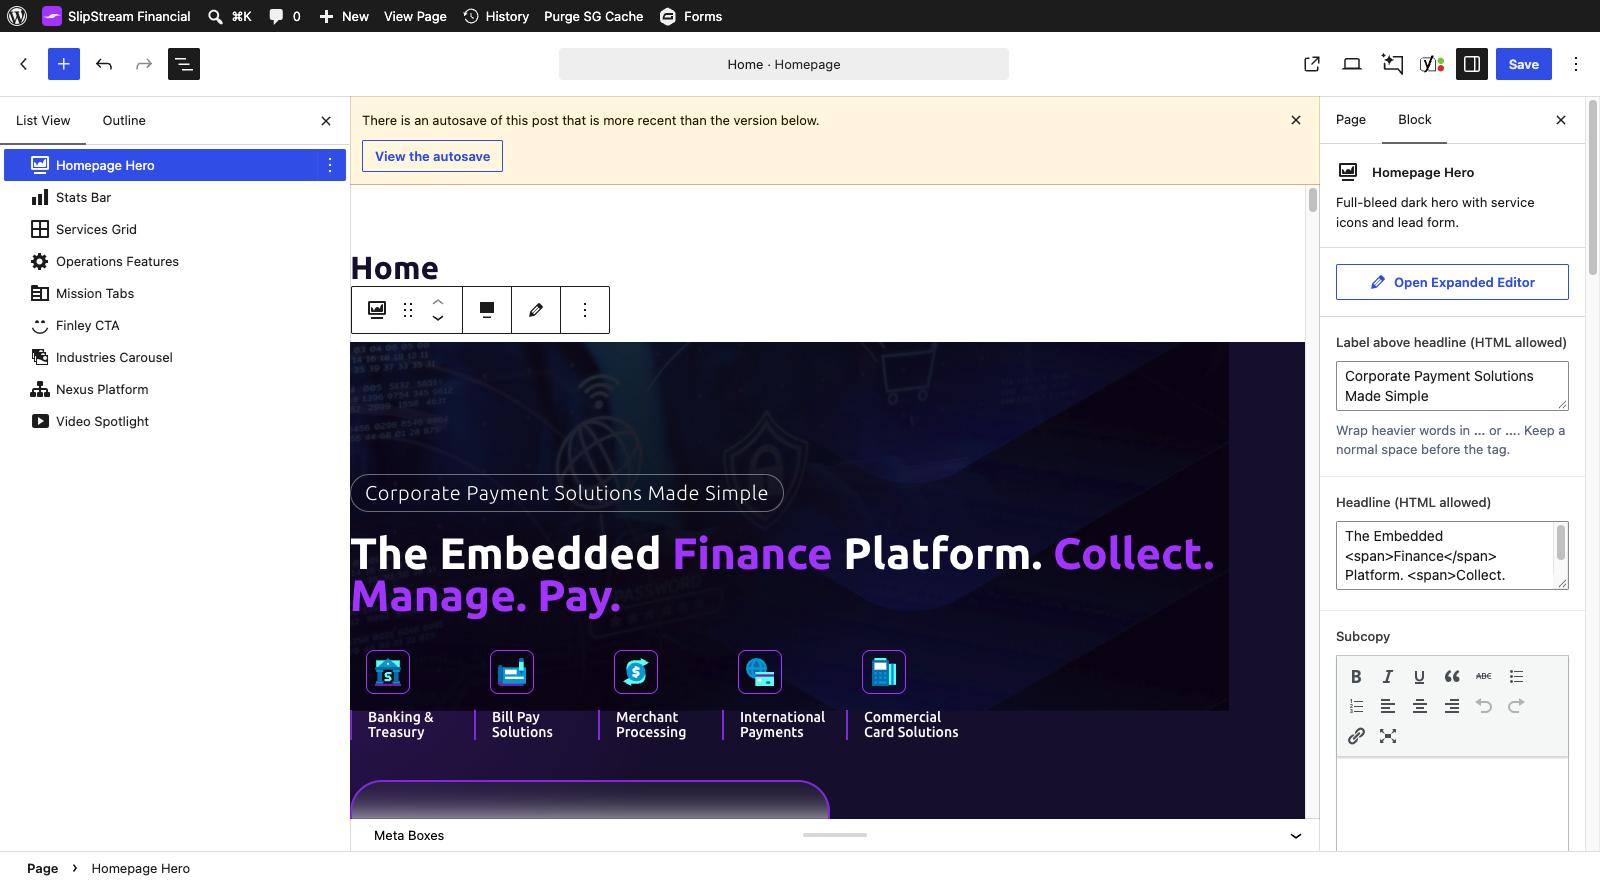 SlipStream Financial
⌘K
0
New
View Page
History
Purge SG Cache
Forms
Home · Homepage
Save
List View
Outline
Homepage Hero
Stats Bar
Services Grid
Operations Features
Mission Tabs
Finley CTA
Industries Carousel
Nexus Platform
Video Spotlight
There is an autosave of this post that is more recent than the version below.
View the autosave
Home
Corporate Payment Solutions Made Simple
The Embedded Finance Platform. Collect.
Manage. Pay.
Banking &
Treasury
Bill Pay
Solutions
Merchant
Processing
International
Payments
Commercial
Card Solutions
Meta Boxes
Page
Block
Homepage Hero
Full-bleed dark hero with service
icons and lead form.
Open Expanded Editor
Label above headline (HTML allowed)
Corporate Payment Solutions
Made Simple
Wrap heavier words in ... or .... Keep a
normal space before the tag.
Headline (HTML allowed)
The Embedded
<span>Finance</span>
Platform. <span>Collect.
Subcopy
B I U ABC
Page > Homepage Hero